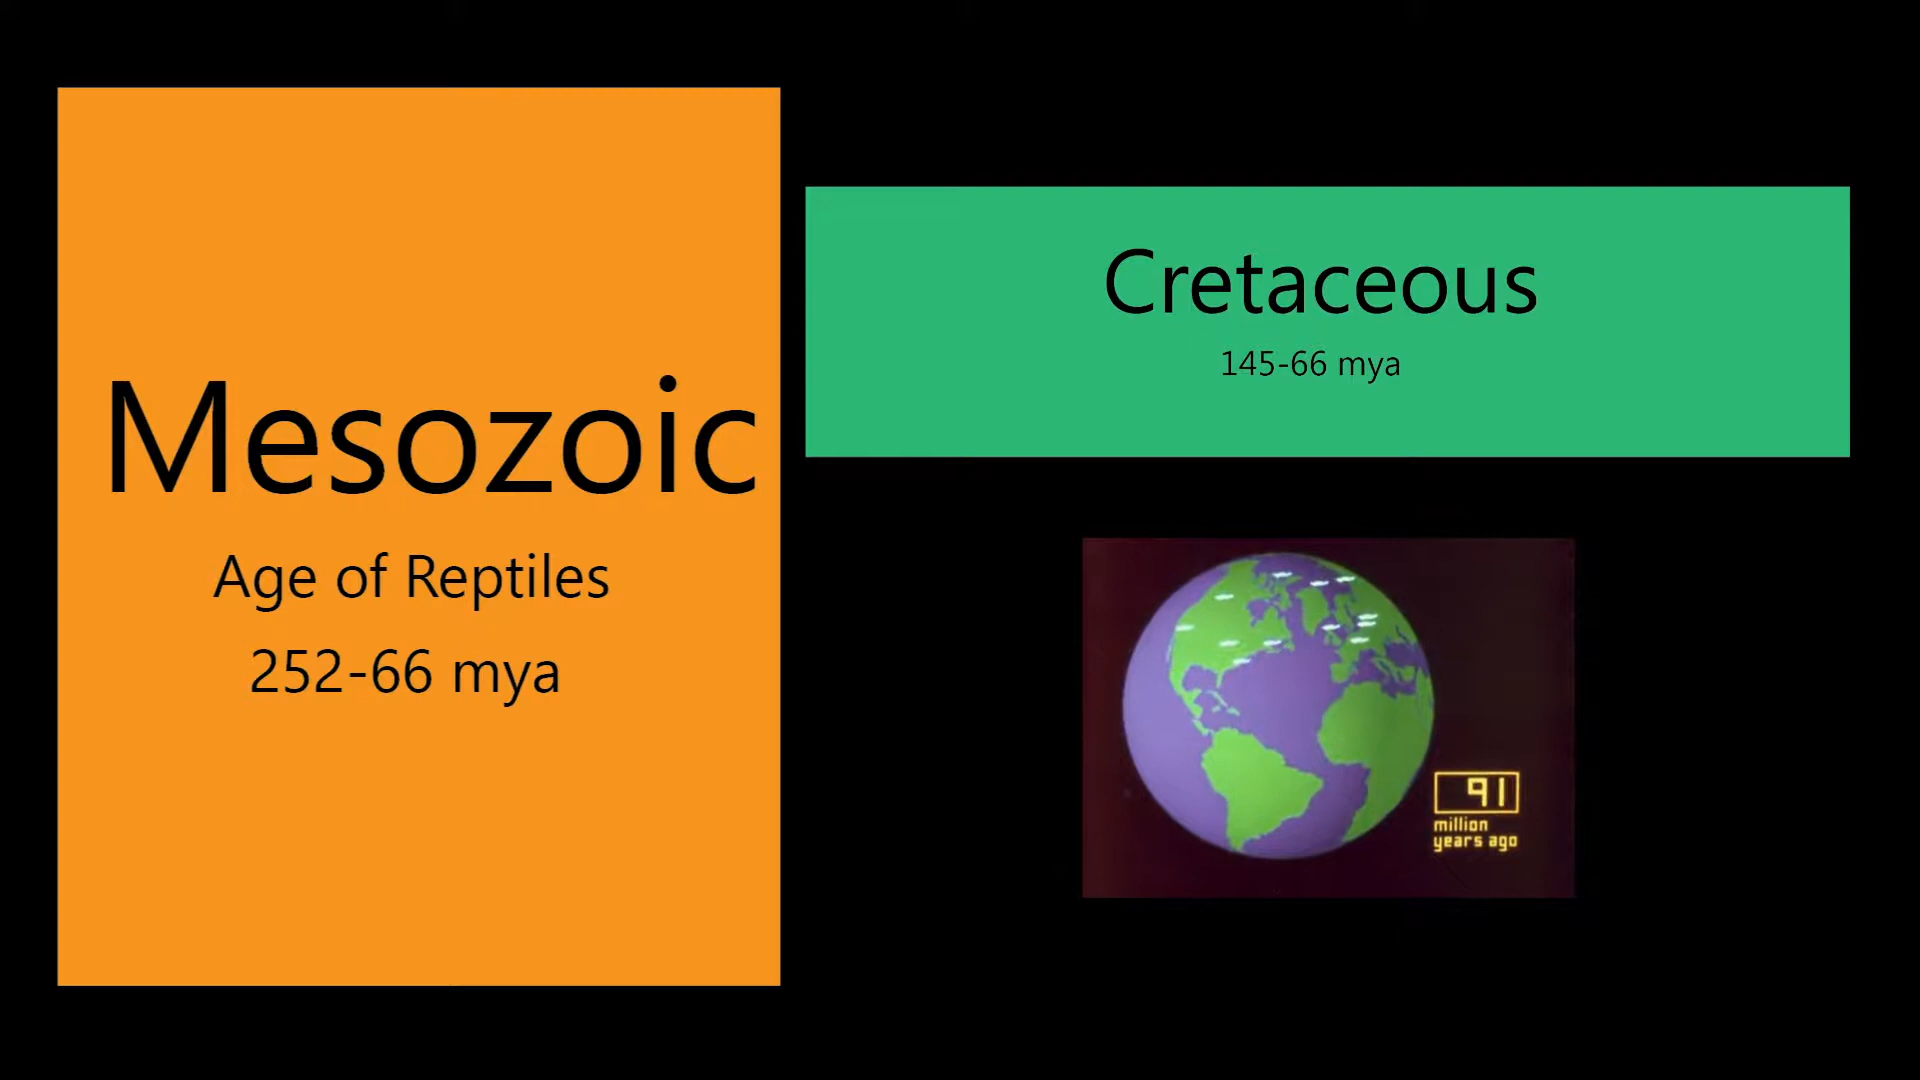 Mesozoic
Age of Reptiles
252-66 mya
Cretaceous
145-66 mya
91
million
years ago